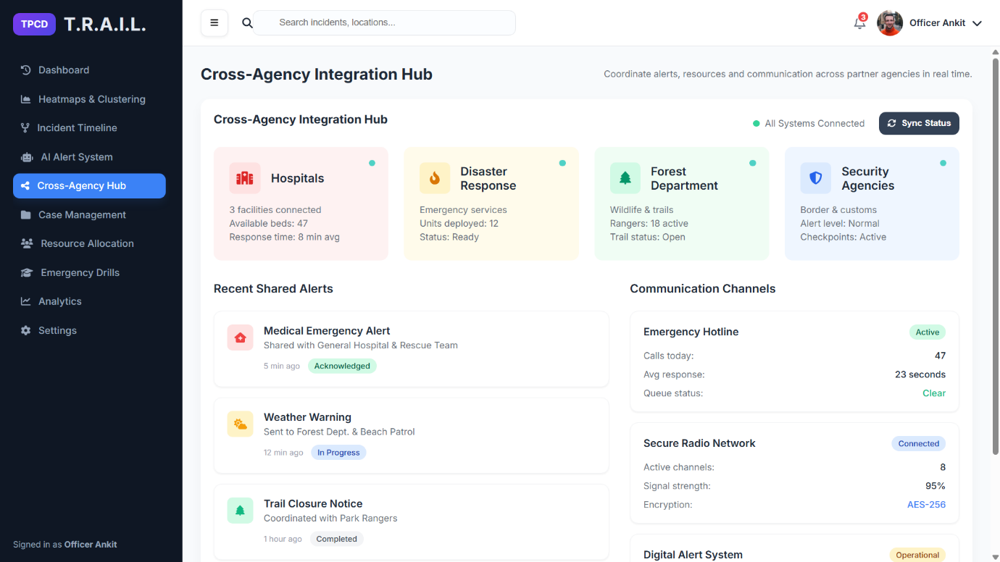 TPCD T.R.A.I.L.
Dashboard
Heatmaps & Clustering
Incident Timeline
AI Alert System
Cross-Agency Hub
Case Management
Resource Allocation
Emergency Drills
Analytics
Settings
Signed in as Officer Ankit
Search incidents, locations...
3
Officer Ankit
Cross-Agency Integration Hub
Coordinate alerts, resources and communication across partner agencies in real time.
Cross-Agency Integration Hub
All Systems Connected
Sync Status
Hospitals
3 facilities connected
Available beds: 47
Response time: 8 min avg
Disaster
Response
Emergency services
Units deployed: 12
Status: Ready
Forest
Department
Wildlife & trails
Rangers: 18 active
Trail status: Open
Security
Agencies
Border & customs
Alert level: Normal
Checkpoints: Active
Recent Shared Alerts
Medical Emergency Alert
Shared with General Hospital & Rescue Team
5 min ago Acknowledged
Weather Warning
Sent to Forest Dept. & Beach Patrol
12 min ago In Progress
Trail Closure Notice
Coordinated with Park Rangers
1 hour ago Completed
Communication Channels
Emergency Hotline Active
Calls today: 47
Avg response: 23 seconds
Queue status: Clear
Secure Radio Network Connected
Active channels: 8
Signal strength: 95%
Encryption: AES-256
Digital Alert System Operational